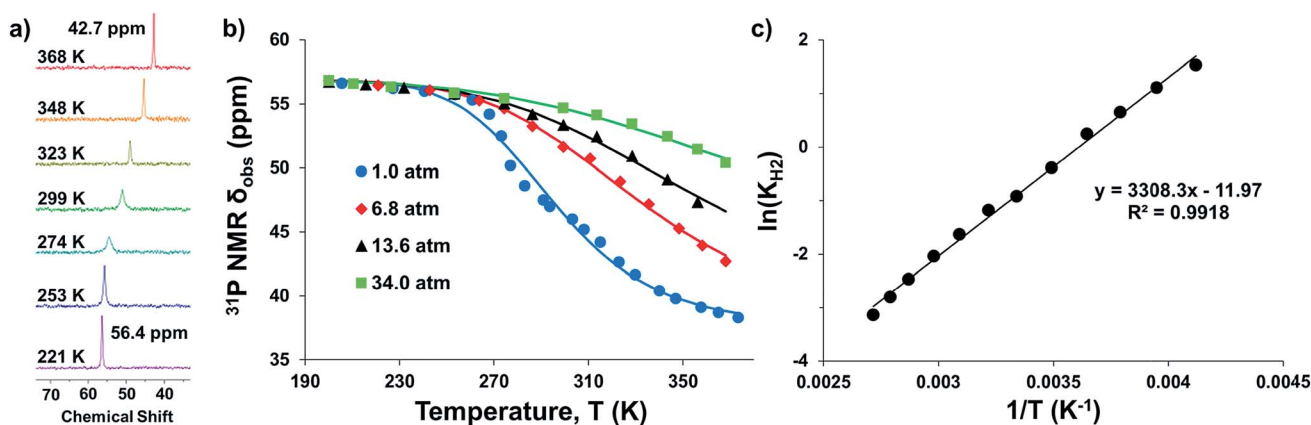 a)
42.7 ppm
368 K
348 K
323 K
299 K
274 K
253 K
56.4 ppm
221 K
70 60 50 40
Chemical Shift
b)
60
55
50
45
40
35
³¹P NMR δobs (ppm)
1.0 atm
6.8 atm
13.6 atm
34.0 atm
190 230 270 310 350
Temperature, T (K)
c)
2
0
-2
-4
ln(KH2)
y = 3308.3x - 11.97
R² = 0.9918
0.0025 0.003 0.0035 0.004 0.0045
1/T (K⁻¹)